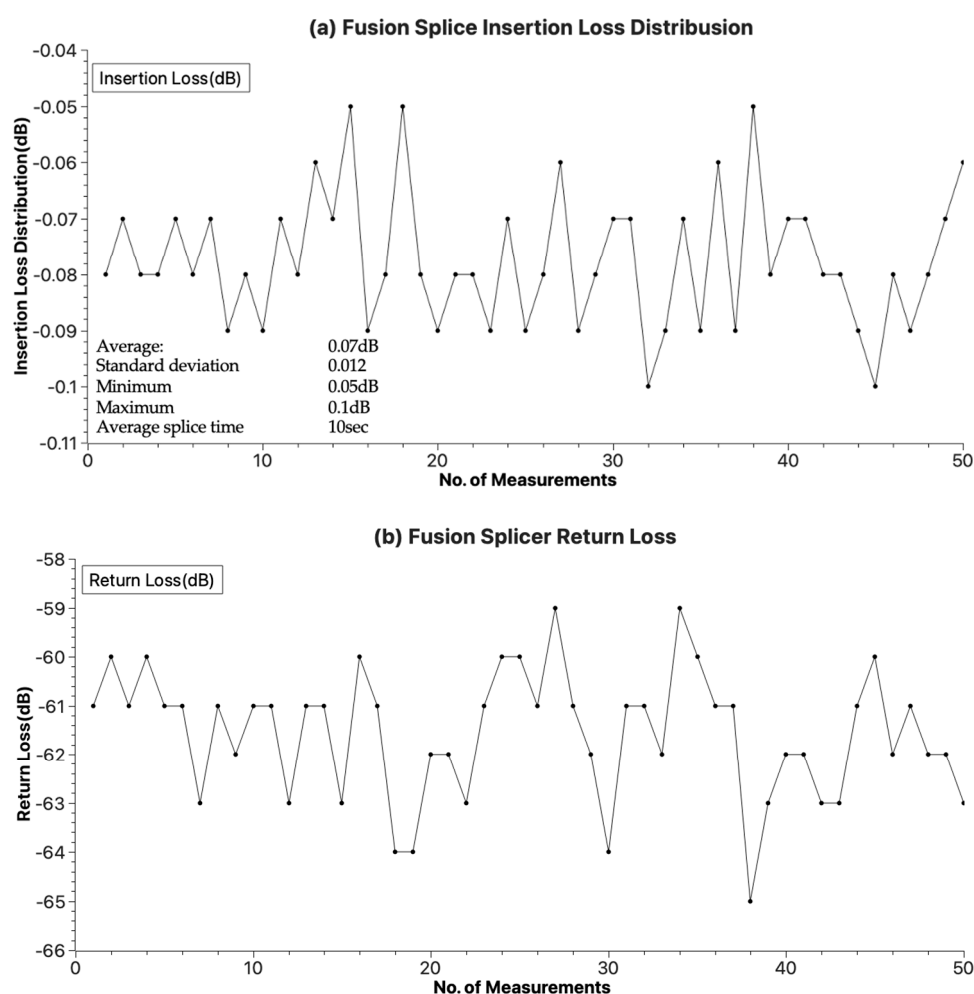 (a) Fusion Splice Insertion Loss Distribusion
-0.04
Insertion Loss(dB)
-0.05
-0.06
-0.07
-0.08
-0.09
-0.1
-0.11
Insertion Loss Distribution(dB)
Average: 0.07dB
Standard deviation 0.012
Minimum 0.05dB
Maximum 0.1dB
Average splice time 10sec
0 10 20 30 40 50
No. of Measurements
(b) Fusion Splicer Return Loss
-58
Return Loss(dB)
-59
-60
-61
-62
-63
-64
-65
-66
Return Loss(dB)
0 10 20 30 40 50
No. of Measurements